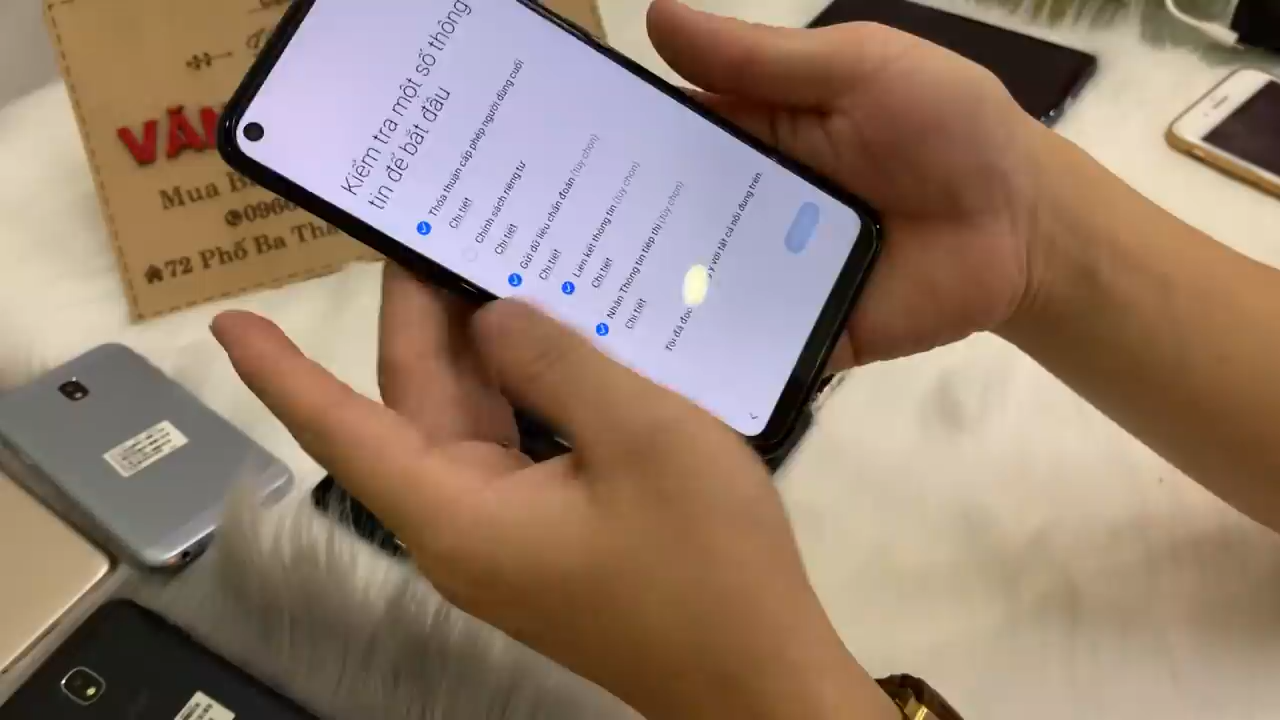 VĂN
Mua
0966
72 Phố Ba
Kiểm tra một số thông
tin để bắt đầu
Thỏa thuận cấp phép người dùng cuối
Chi tiết
Chính sách riêng tư
Chi tiết
Gửi dữ liệu chẩn đoán (tùy chọn)
Chi tiết
Liên kết thông tin (tùy chọn)
Chi tiết
Nhận Thông tin tiếp thị (tùy chọn)
Chi tiết
Tôi đã đọc ý với tất cả nội dung trên.